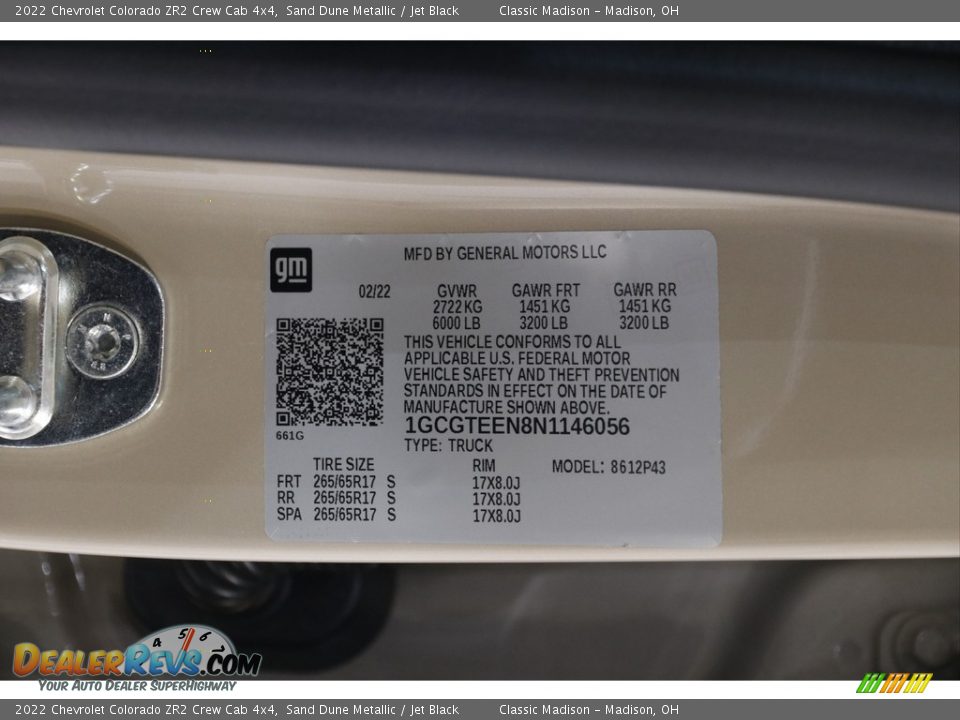 2022 Chevrolet Colorado ZR2 Crew Cab 4x4, Sand Dune Metallic / Jet Black Classic Madison – Madison, OH
gm
MFD BY GENERAL MOTORS LLC
02/22 GVWR GAWR FRT GAWR RR
2722 KG 1451 KG 1451 KG
6000 LB 3200 LB 3200 LB
THIS VEHICLE CONFORMS TO ALL
APPLICABLE U.S. FEDERAL MOTOR
VEHICLE SAFETY AND THEFT PREVENTION
STANDARDS IN EFFECT ON THE DATE OF
MANUFACTURE SHOWN ABOVE.
1GCGTEEN8N1146056
661G
TYPE: TRUCK
TIRE SIZE RIM MODEL: 8612P43
FRT 265/65R17 S 17X8.0J
RR 265/65R17 S 17X8.0J
SPA 265/65R17 S 17X8.0J
4 5 6
DEALERREVS.COM
YOUR AUTO DEALER SUPERHIGHWAY
2022 Chevrolet Colorado ZR2 Crew Cab 4x4, Sand Dune Metallic / Jet Black Classic Madison – Madison, OH